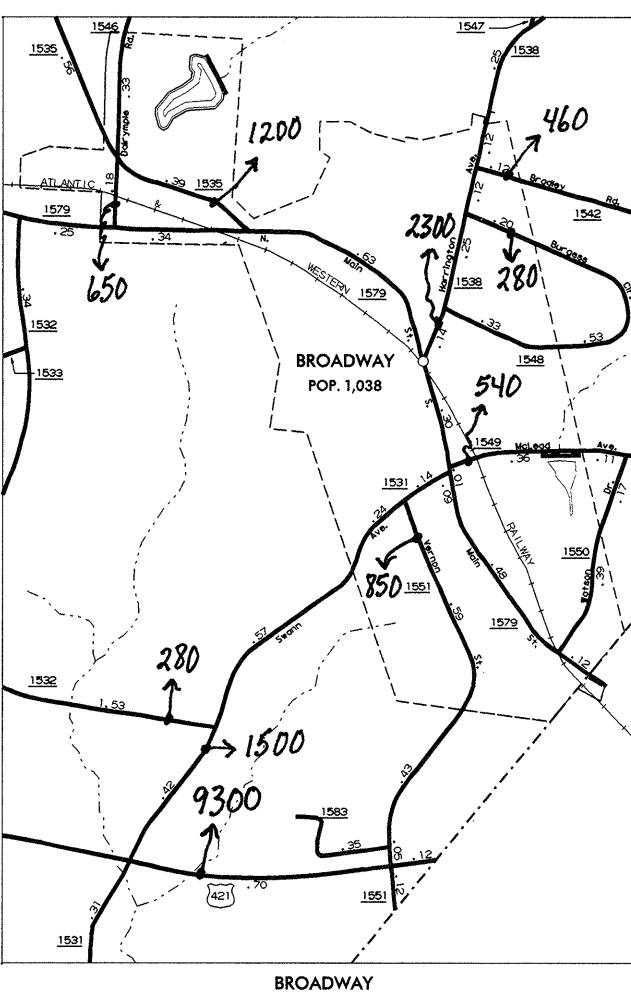 1546
1535
.56
Rd.
.33
Dalrymple
1547
1538
.25
460
.12
1200
.12
Bradley
Rd.
1542
Ave.
.12
.18
ATLANTIC
.39
1535
&
1579
.25
.34
N.
2300
.20
Burgess
Cir.
.25
Harrington
280
650
.63
Main
WESTERN
1579
1538
.34
1532
St.
.14
.33
.53
1548
1533
BROADWAY
POP. 1,038
540
S.
.30
1549
McLeod
Ave.
.36
.11
1531
.14
.01
.09
Dr.
.17
.24
Ave.
RAILWAY
850
Vernon
1551
Main
.48
1550
Watson
.39
.59
1579
St.
.57
Swann
.12
280
St.
1532
1.53
1500
.42
9300
.43
1583
.35
.05
.12
421
.70
.12
1551
.31
1531
BROADWAY